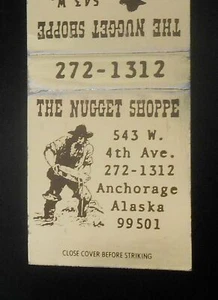 THE NUGGET SHOPPE
543 W
272-1312
THE NUGGET SHOPPE
543 W.
4th Ave.
272-1312
Anchorage
Alaska
99501
CLOSE COVER BEFORE STRIKING